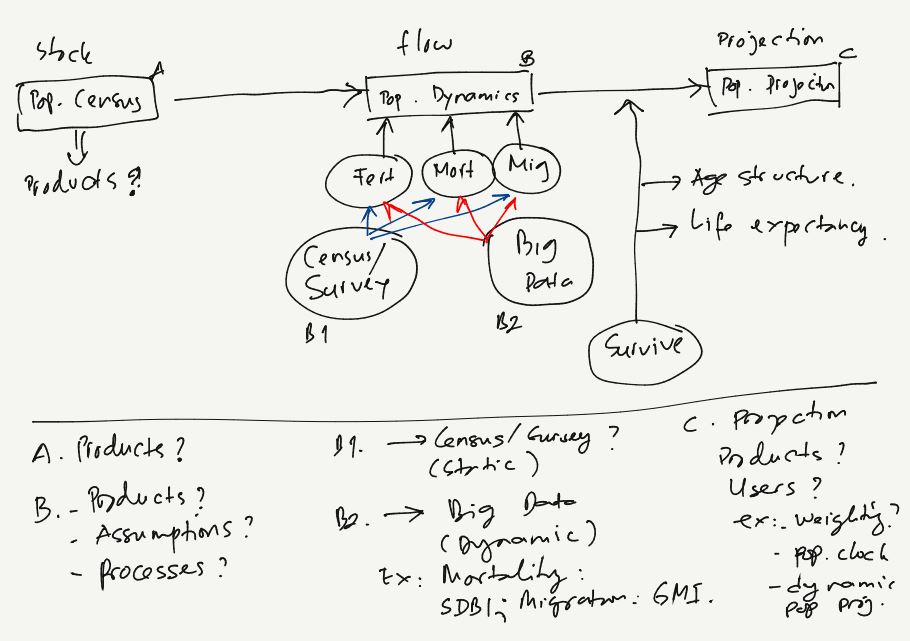 Stock
flow
Projection
A
B
C
Pop. Census
Pop. Dynamics
Pop. Projectn
Products?
Fert
Mort
Mig
Age structure.
Life expectancy.
Census/
Survey
Big
Data
B1
B2
Survive
A. Products?
B. - Products?
- Assumptions?
- Processes?
B1. → Census/Survey?
(Static)
B2. → Big Data
(Dynamic)
Ex: Mortality:
SDBI; Migration: GMI.
C. Projection
Products?
Users?
ex: - Weighting?
- pop. clock
- dynamic
pop proj.